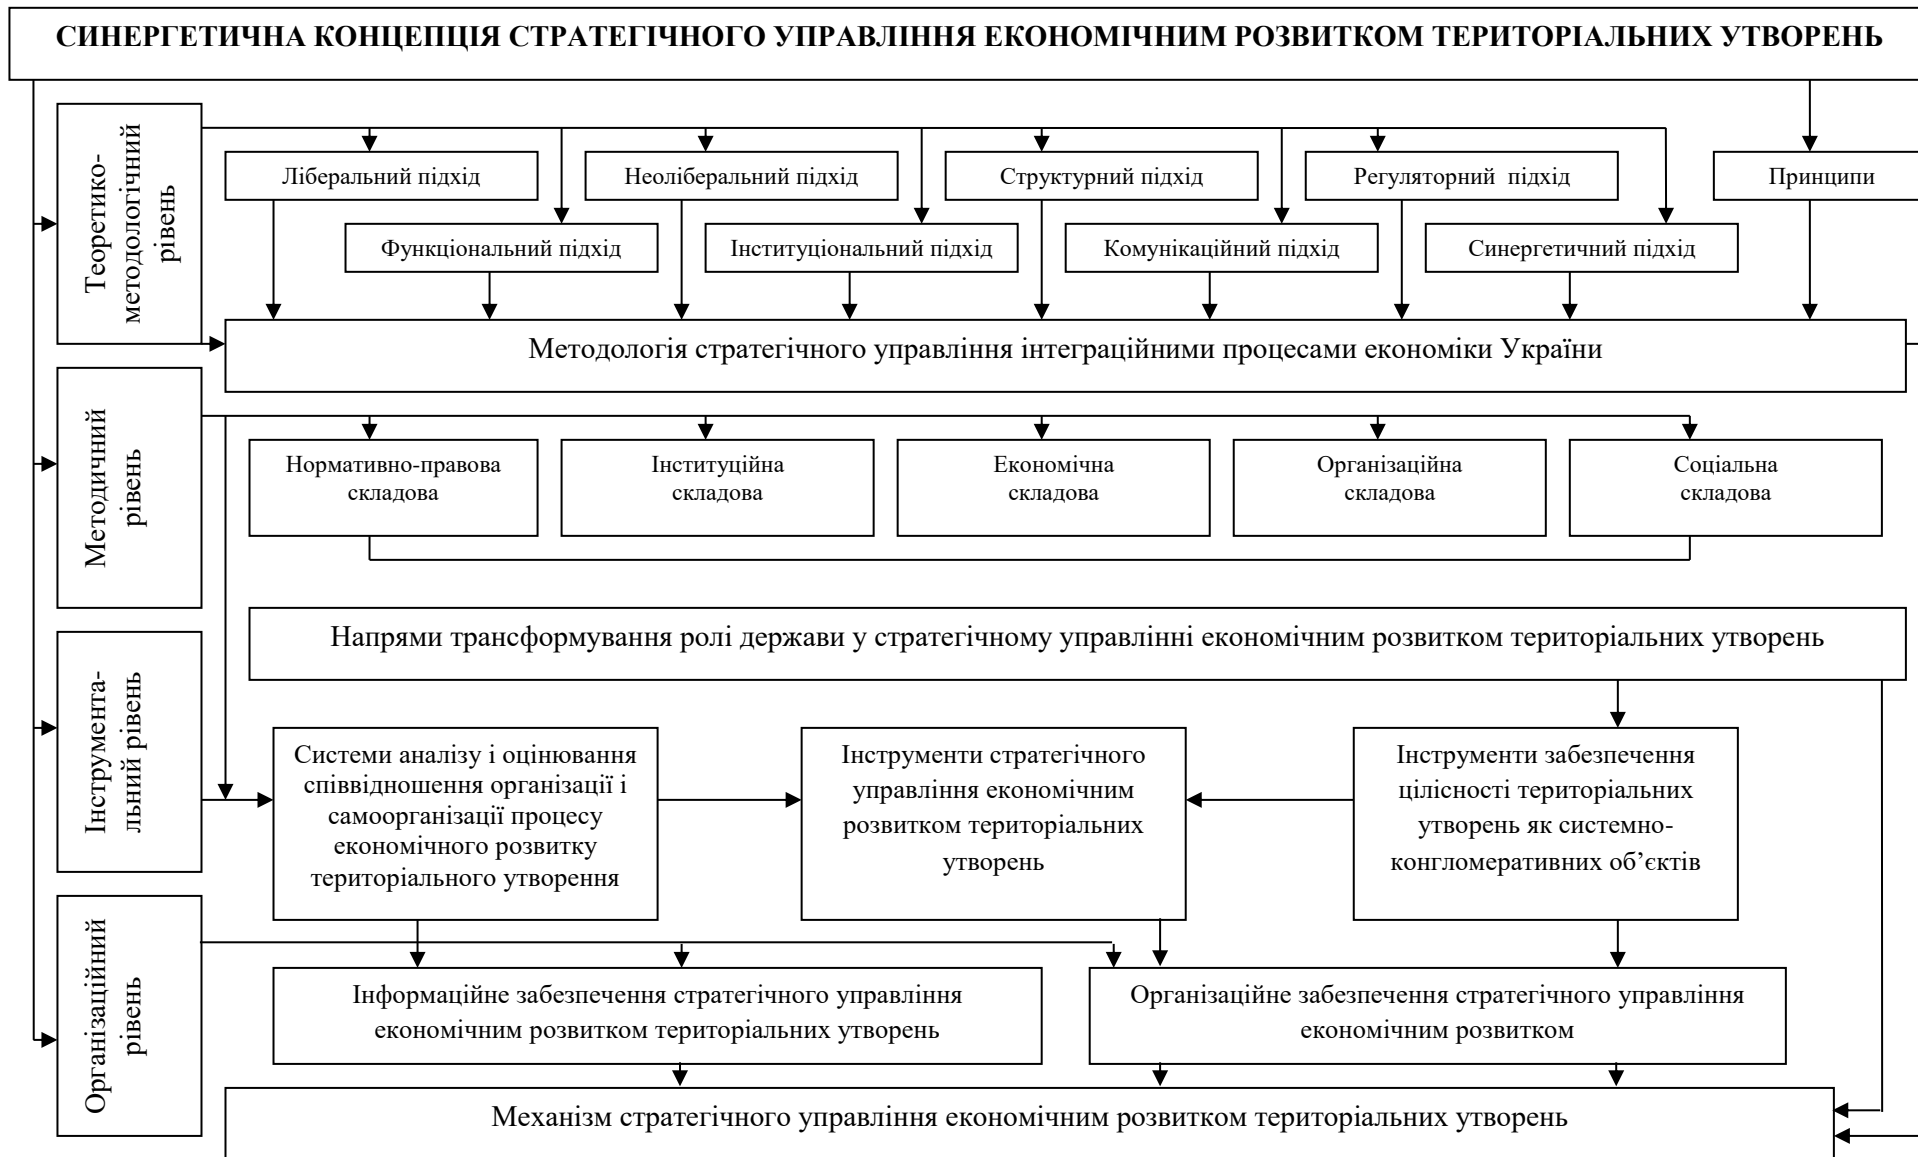 СИНЕРГЕТИЧНА КОНЦЕПЦІЯ СТРАТЕГІЧНОГО УПРАВЛІННЯ ЕКОНОМІЧНИМ РОЗВИТКОМ ТЕРИТОРІАЛЬНИХ УТВОРЕНЬ
Теоретико-
методологічний
рівень
Ліберальний підхід
Неоліберальний підхід
Структурний підхід
Регуляторний підхід
Принципи
Функціональний підхід
Інституціональний підхід
Комунікаційний підхід
Синергетичний підхід
Методологія стратегічного управління інтеграційними процесами економіки України
Методичний
рівень
Нормативно-правова
складова
Інституційна
складова
Економічна
складова
Організаційна
складова
Соціальна
складова
Напрями трансформування ролі держави у стратегічному управлінні економічним розвитком територіальних утворень
Інструмента-
льний рівень
Системи аналізу і оцінювання
співвідношення організації і
самоорганізації процесу
економічного розвитку
територіального утворення
Інструменти стратегічного
управління економічним
розвитком територіальних
утворень
Інструменти забезпечення
цілісності територіальних
утворень як системно-
конгломеративних об’єктів
Організаційний
рівень
Інформаційне забезпечення стратегічного управління
економічним розвитком територіальних утворень
Організаційне забезпечення стратегічного управління
економічним розвитком
Механізм стратегічного управління економічним розвитком територіальних утворень